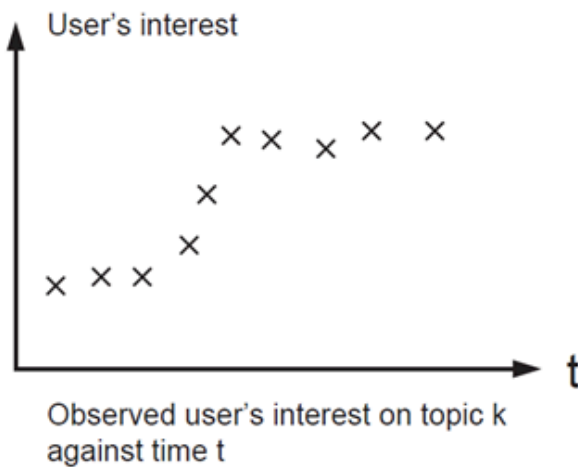 User's interest
t
Observed user's interest on topic k
against time t